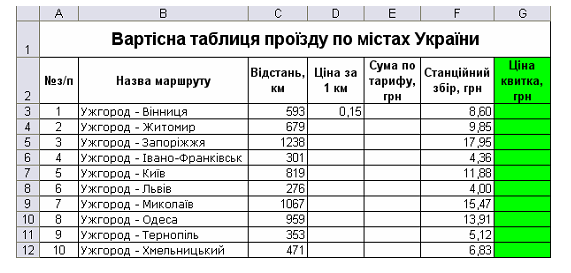 A B C D E F G
1 Вартісна таблиця проїзду по містах України
2 №з/п Назва маршруту Відстань, км Ціна за 1 км Сума по тарифу, грн Станційний збір, грн Ціна квитка, грн
3 1 Ужгород - Вінниця 593 0,15 8,60
4 2 Ужгород - Житомир 679 9,85
5 3 Ужгород - Запоріжжя 1238 17,95
6 4 Ужгород - Івано-Франківськ 301 4,36
7 5 Ужгород - Київ 819 11,88
8 6 Ужгород - Львів 276 4,00
9 7 Ужгород - Миколаїв 1067 15,47
10 8 Ужгород - Одеса 959 13,91
11 9 Ужгород - Тернопіль 353 5,12
12 10 Ужгород - Хмельницький 471 6,83